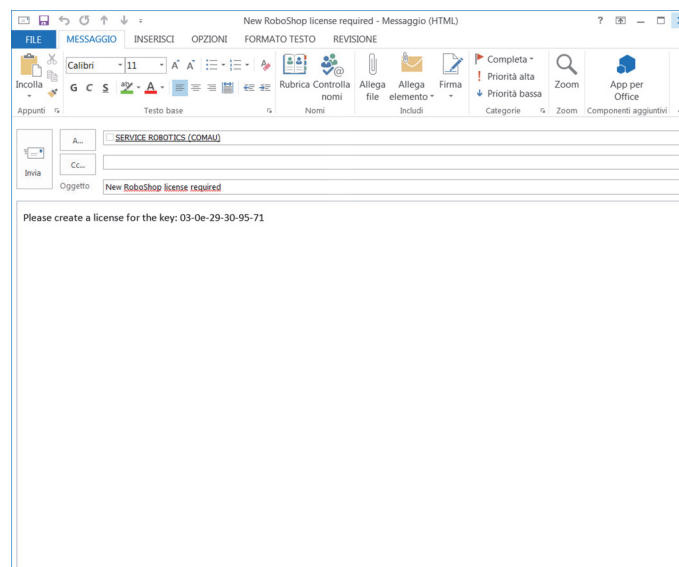 New RoboShop license required - Messaggio (HTML)
FILE MESSAGGIO INSERISCI OPZIONI FORMATO TESTO REVISIONE
Incolla
Calibri 11
G C S
Rubrica Controlla nomi
Allega file Allega elemento Firma
Completa
Priorità alta
Priorità bassa
Zoom
App per Office
Appunti Testo base Nomi Includi Categorie Zoom Componenti aggiuntivi
Invia
A... SERVICE ROBOTICS (COMAU)
Cc...
Oggetto New RoboShop license required
Please create a license for the key: 03-0e-29-30-95-71